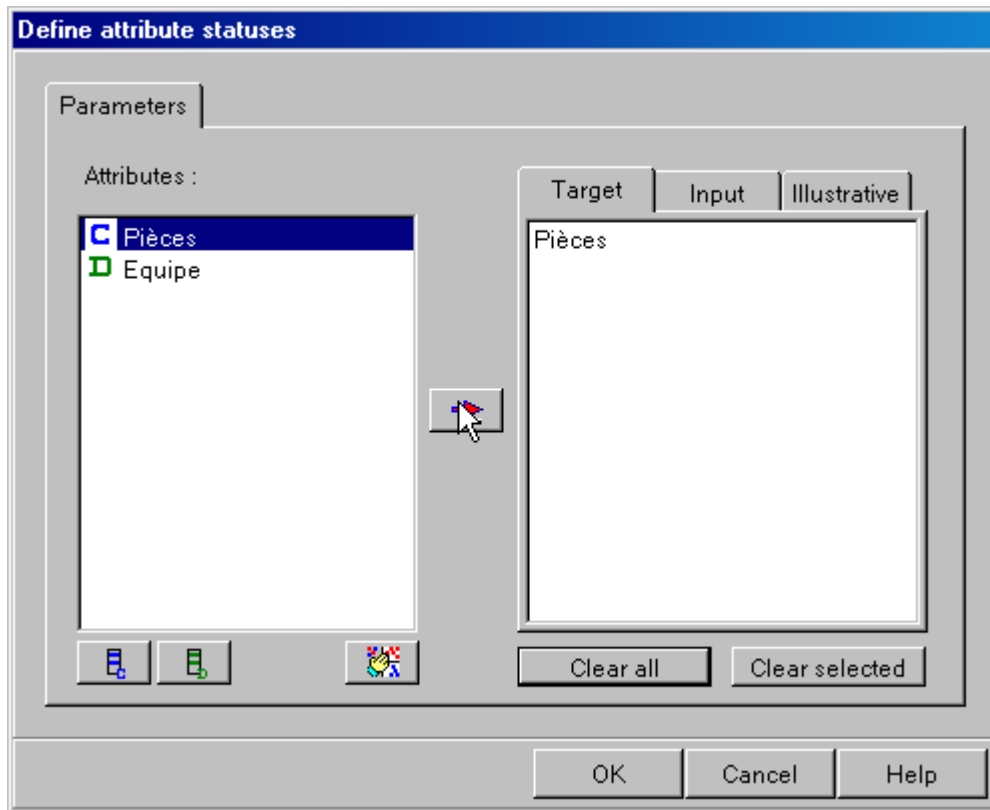 Define attribute statuses
Parameters
Attributes :
C Pièces
D Equipe
Target
Input
Illustrative
Pièces
C
D
Clear all
Clear selected
OK
Cancel
Help